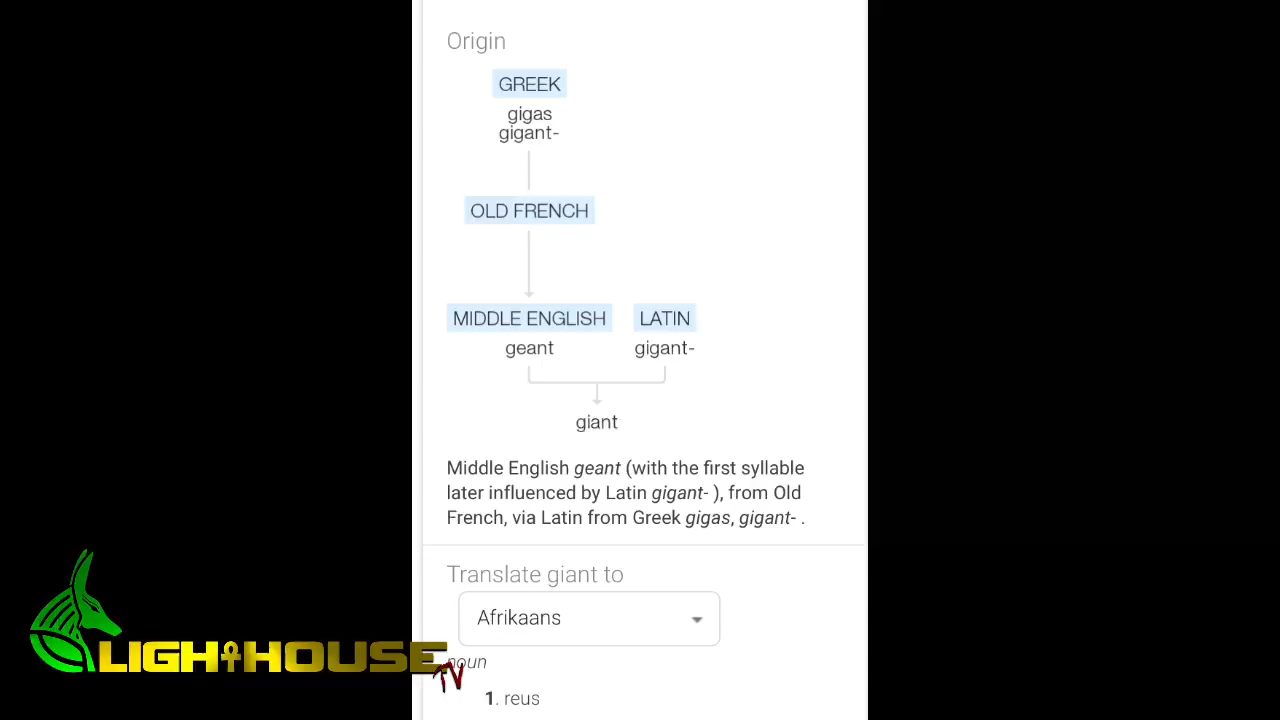 Origin
GREEK
gigas
gigant-
OLD FRENCH
MIDDLE ENGLISH LATIN
geant gigant-
giant
Middle English geant (with the first syllable
later influenced by Latin gigant- ), from Old
French, via Latin from Greek gigas, gigant- .
Translate giant to
Afrikaans
noun
1. reus
LIGH☥HOUSE
TV